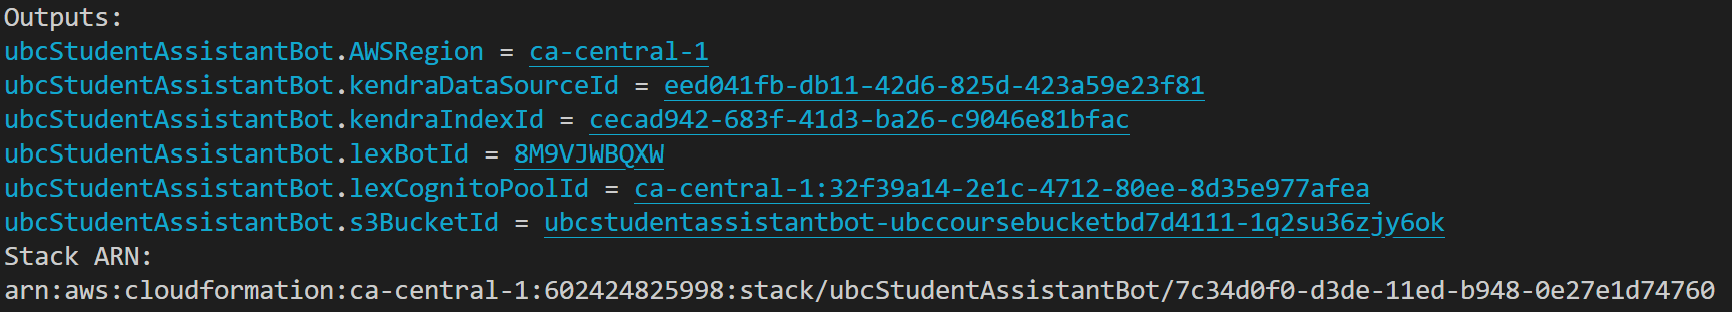 Outputs:
ubcStudentAssistantBot.AWSRegion = ca-central-1
ubcStudentAssistantBot.kendraDataSourceId = eed041fb-db11-42d6-825d-423a59e23f81
ubcStudentAssistantBot.kendraIndexId = cecad942-683f-41d3-ba26-c9046e81bfac
ubcStudentAssistantBot.lexBotId = 8M9VJWBQXW
ubcStudentAssistantBot.lexCognitoPoolId = ca-central-1:32f39a14-2e1c-4712-80ee-8d35e977afea
ubcStudentAssistantBot.s3BucketId = ubcstudentassistantbot-ubccoursebucketbd7d4111-1q2su36zjy6ok
Stack ARN:
arn:aws:cloudformation:ca-central-1:602424825998:stack/ubcStudentAssistantBot/7c34d0f0-d3de-11ed-b948-0e27e1d74760